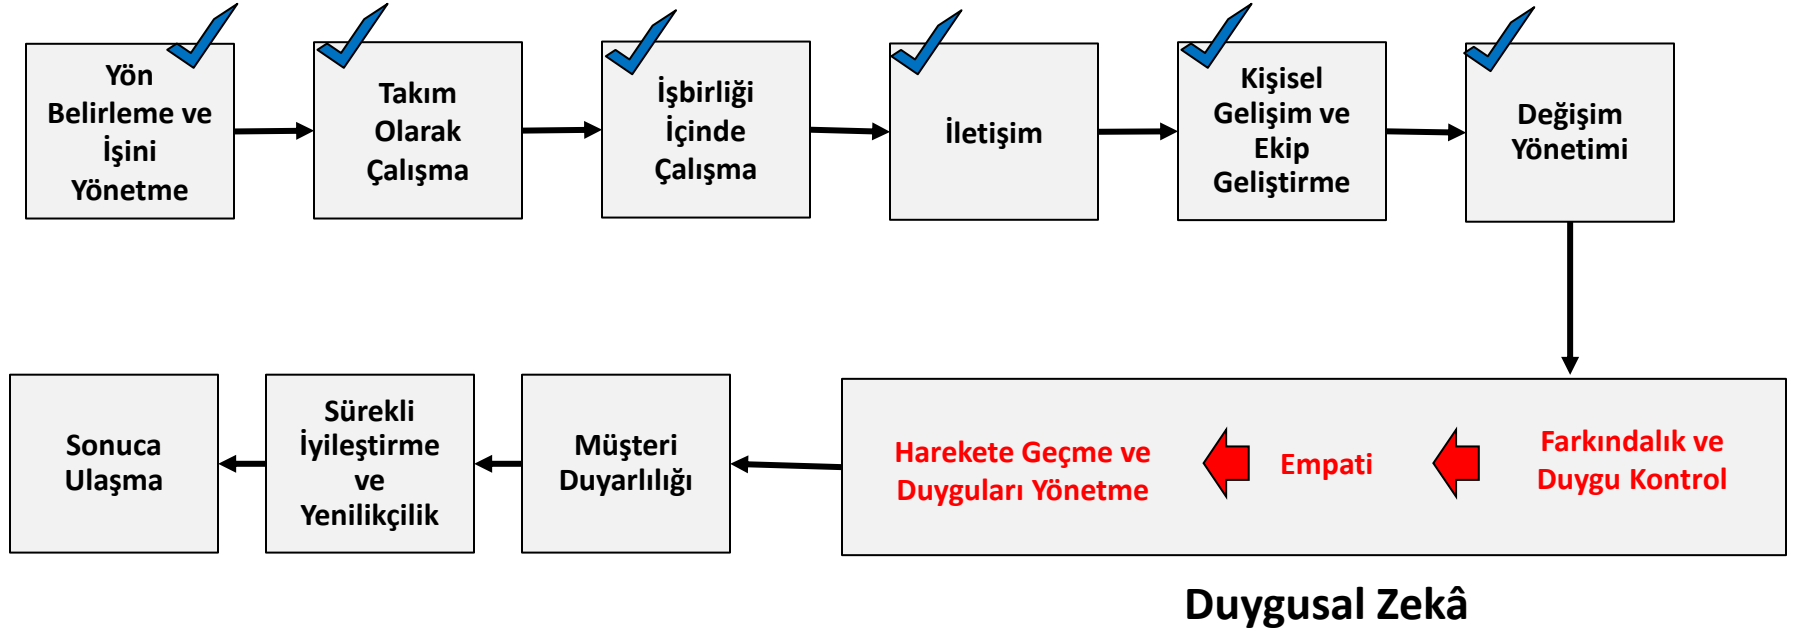 Yön
Belirleme ve
İşini
Yönetme
Takım
Olarak
Çalışma
İşbirliği
İçinde
Çalışma
İletişim
Kişisel
Gelişim ve
Ekip
Geliştirme
Değişim
Yönetimi
Farkındalık ve
Duygu Kontrol
Empati
Harekete Geçme ve
Duyguları Yönetme
Müşteri
Duyarlılığı
Sürekli
İyileştirme
ve
Yenilikçilik
Sonuca
Ulaşma
Duygusal Zekâ